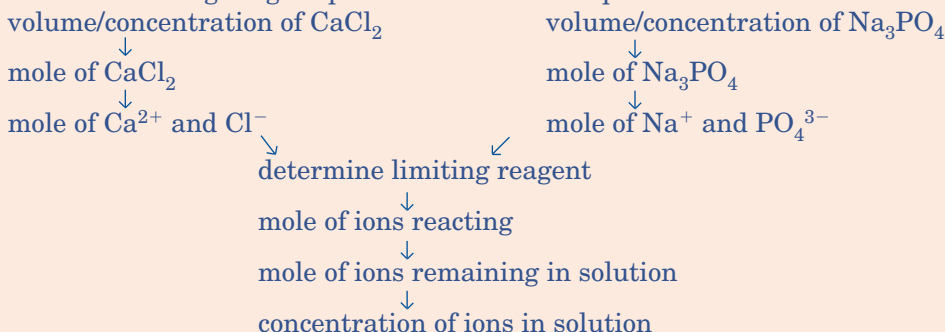 volume/concentration of CaCl₂ volume/concentration of Na₃PO₄
mole of CaCl₂ mole of Na₃PO₄
mole of Ca²⁺ and Cl⁻ mole of Na⁺ and PO₄³⁻
determine limiting reagent
mole of ions reacting
mole of ions remaining in solution
concentration of ions in solution